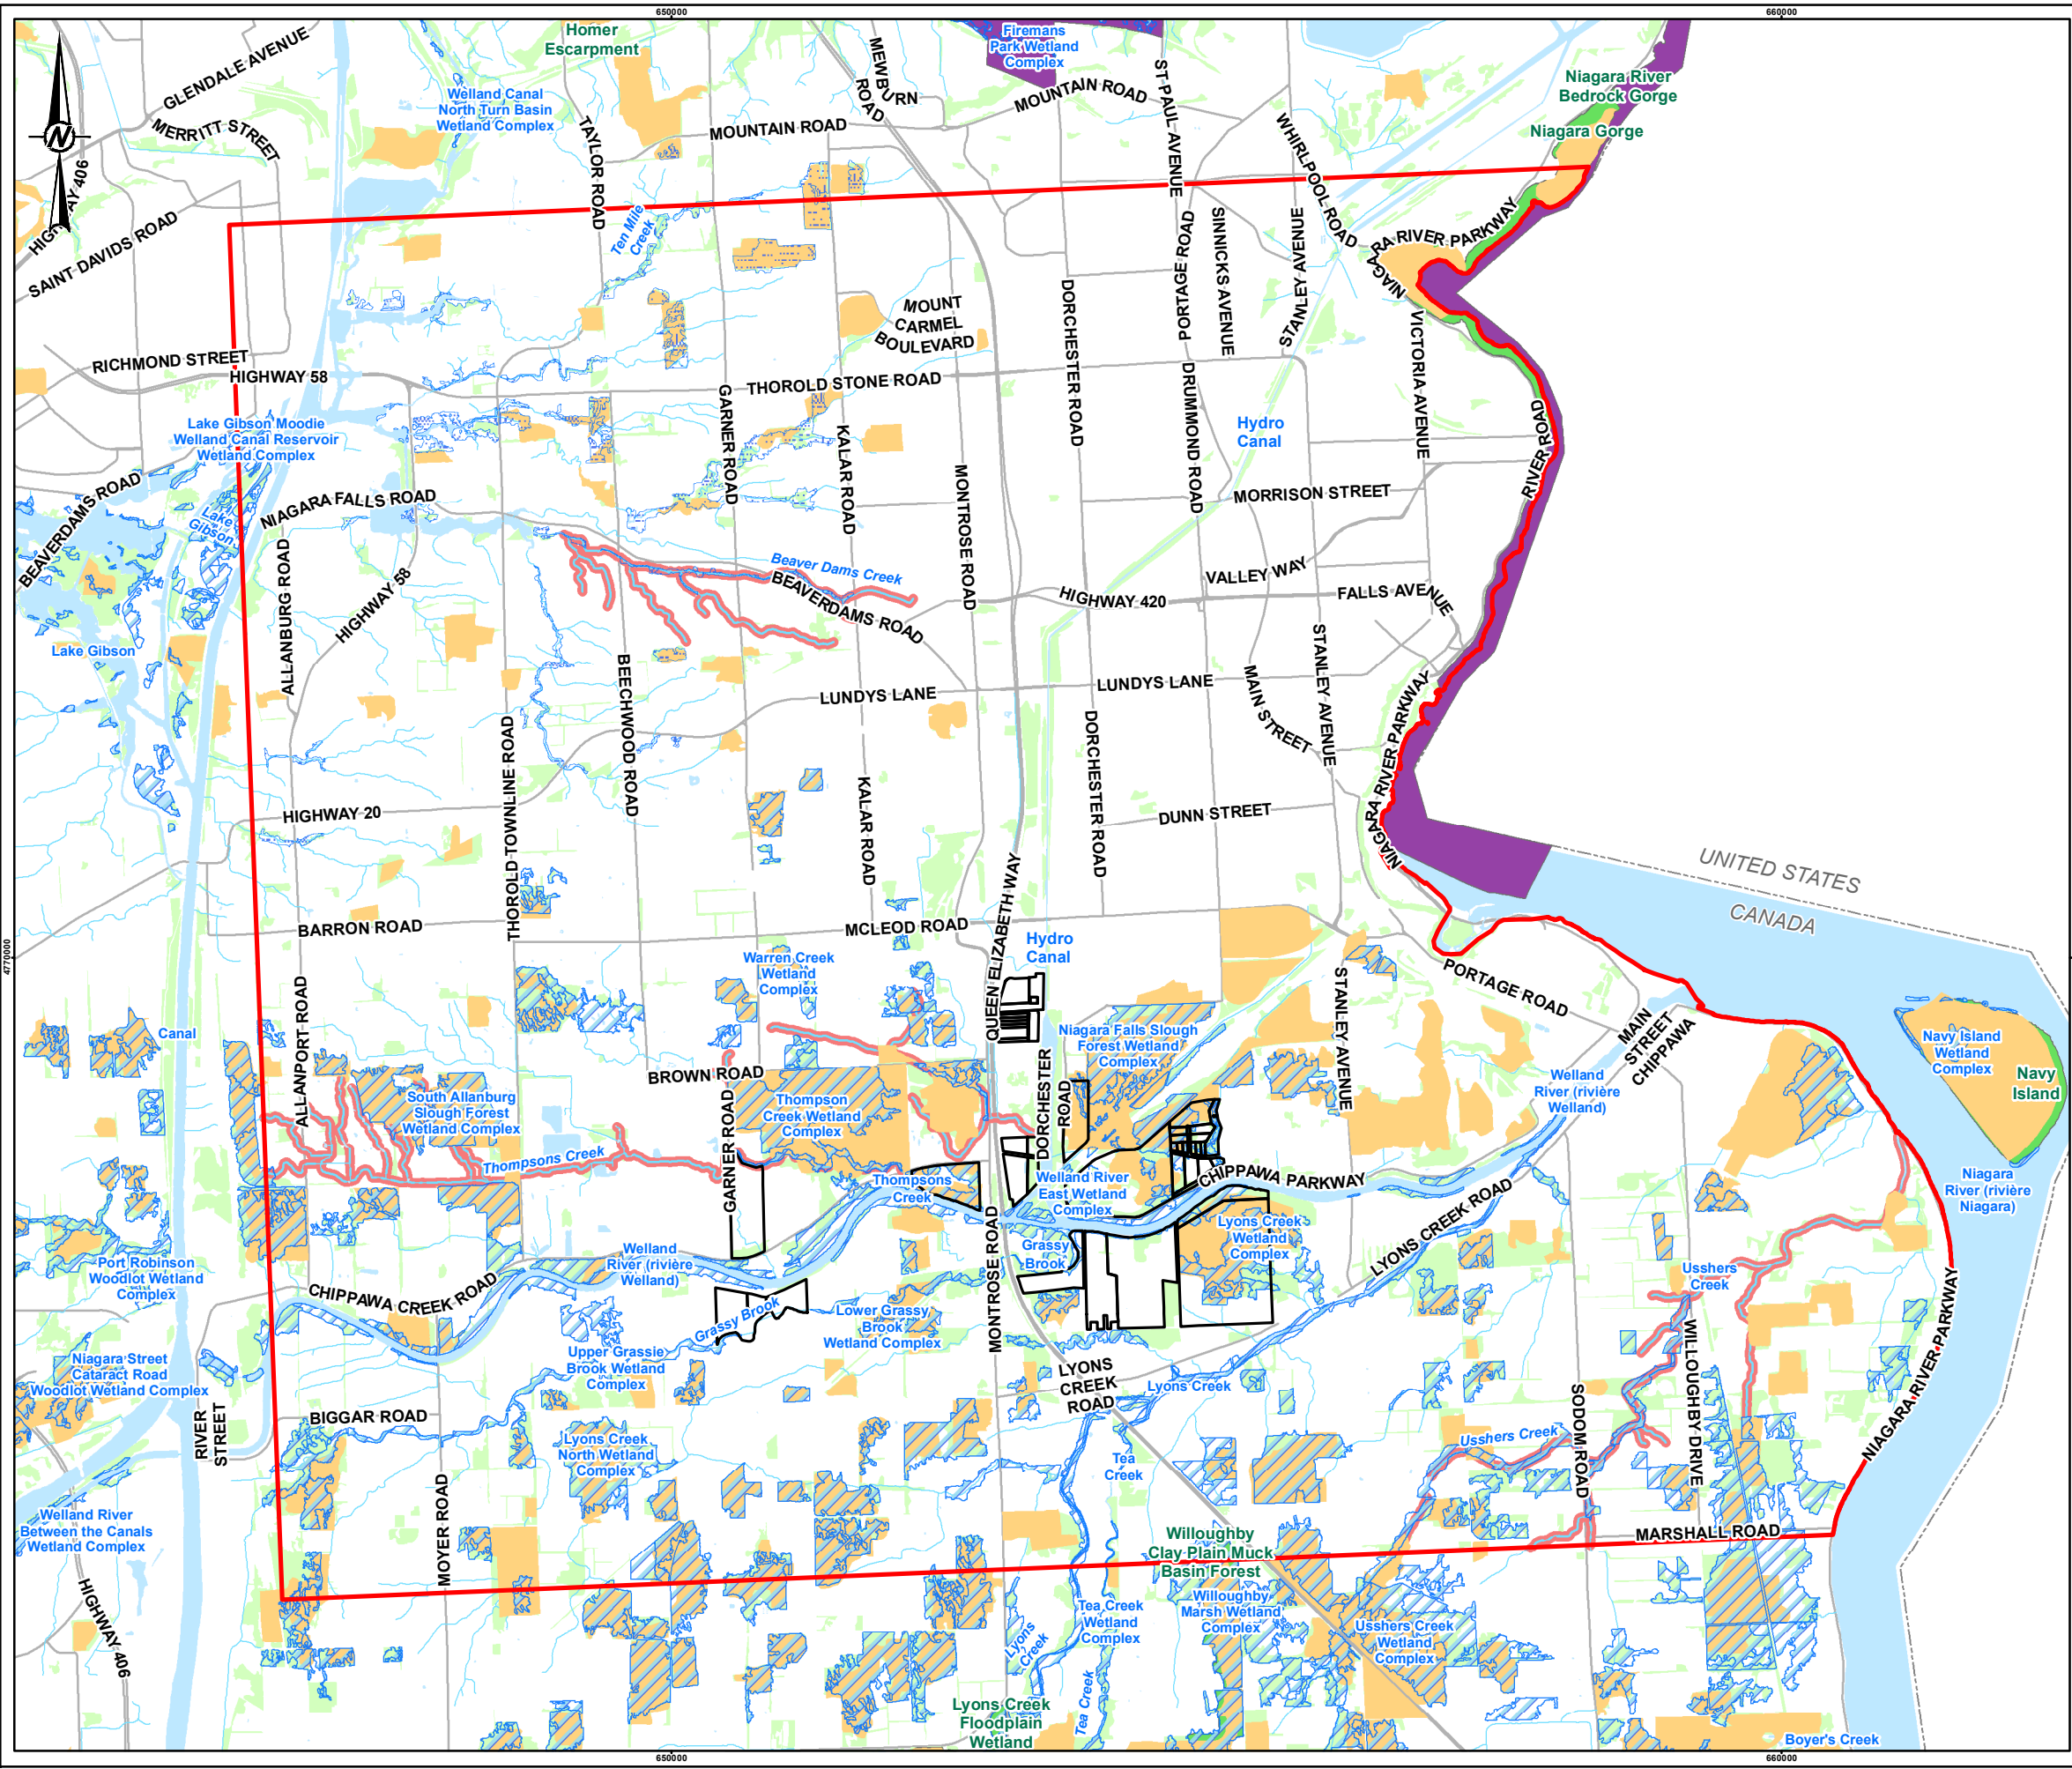 650000
660000
Homer
Escarpment
Firemans
Park Wetland
Complex
GLENDALE AVENUE
MEWBURN
ROAD
ST PAUL AVENUE
Niagara River
Bedrock Gorge
Welland Canal
North Turn Basin
Wetland Complex
MOUNTAIN ROAD
MERRITT STREET
N
TAYLOR ROAD
MOUNTAIN ROAD
WHIRLPOOL ROAD
Niagara Gorge
HIGHWAY 406
SAINT DAVIDS ROAD
Ten Mile
Creek
PORTAGE ROAD
SINNICKS AVENUE
STANLEY AVENUE
NIAGARA RIVER PARKWAY
MOUNT
CARMEL
BOULEVARD
DORCHESTER ROAD
VICTORIA AVENUE
RICHMOND STREET
HIGHWAY 58
THOROLD STONE ROAD
GARNER ROAD
DRUMMOND ROAD
RIVER ROAD
Lake Gibson Moodie
Welland Canal Reservoir
Wetland Complex
KALAR ROAD
MONTROSE ROAD
Hydro
Canal
BEAVERDAMS ROAD
Lake
Gibson
NIAGARA FALLS ROAD
MORRISON STREET
ALLANBURG ROAD
HIGHWAY 58
Beaver Dams Creek
BEAVERDAMS ROAD
VALLEY WAY
HIGHWAY 420
FALLS AVENUE
Lake Gibson
BEECHWOOD ROAD
LUNDYS LANE
LUNDYS LANE
MAIN STREET
STANLEY AVENUE
NIAGARA RIVER PARKWAY
THOROLD TOWNLINE ROAD
DORCHESTER ROAD
KALAR ROAD
HIGHWAY 20
DUNN STREET
NIAGARA RIVER PARKWAY
UNITED STATES
CANADA
QUEEN ELIZABETH WAY
BARRON ROAD
MCLEOD ROAD
4770000
Warren Creek
Wetland
Complex
Hydro
Canal
PORTAGE ROAD
STANLEY AVENUE
ALLANPORT ROAD
Canal
Niagara Falls Slough
Forest Wetland
Complex
MAIN
STREET
CHIPPAWA
Navy Island
Wetland
Complex
Navy
Island
BROWN ROAD
DORCHESTER
ROAD
South Allanburg
Slough Forest
Wetland Complex
Thompson
Creek Wetland
Complex
Welland
River (rivière
Welland)
Thompsons Creek
GARNER ROAD
Thompsons
Creek
Welland River
East Wetland
Complex
CHIPPAWA PARKWAY
Niagara
River (rivière
Niagara)
Lyons Creek
Wetland
Complex
LYONS CREEK ROAD
MONTROSE ROAD
Grassy
Brook
Port Robinson
Woodlot Wetland
Complex
Welland
River (rivière
Welland)
Usshers
Creek
CHIPPAWA CREEK ROAD
Grassy Brook
Lower Grassy
Brook
Wetland Complex
NIAGARA RIVER PARKWAY
Niagara Street
Cataract Road
Woodlot Wetland Complex
Upper Grassie
Brook Wetland
Complex
LYONS
CREEK
ROAD
Lyons Creek
WILLOUGHBY DRIVE
SODOM ROAD
RIVER
STREET
BIGGAR ROAD
Lyons Creek
North Wetland
Complex
Usshers Creek
Tea
Creek
MOYER ROAD
Welland River
Between the Canals
Wetland Complex
Willoughby
Clay Plain Muck
Basin Forest
MARSHALL ROAD
HIGHWAY 406
Tea Creek
Wetland
Complex
Willoughby
Marsh Wetland
Complex
Usshers Creek
Wetland
Complex
Lyons
Creek
Tea Creek
Lyons Creek
Floodplain
Wetland
Boyer's Creek
650000
660000